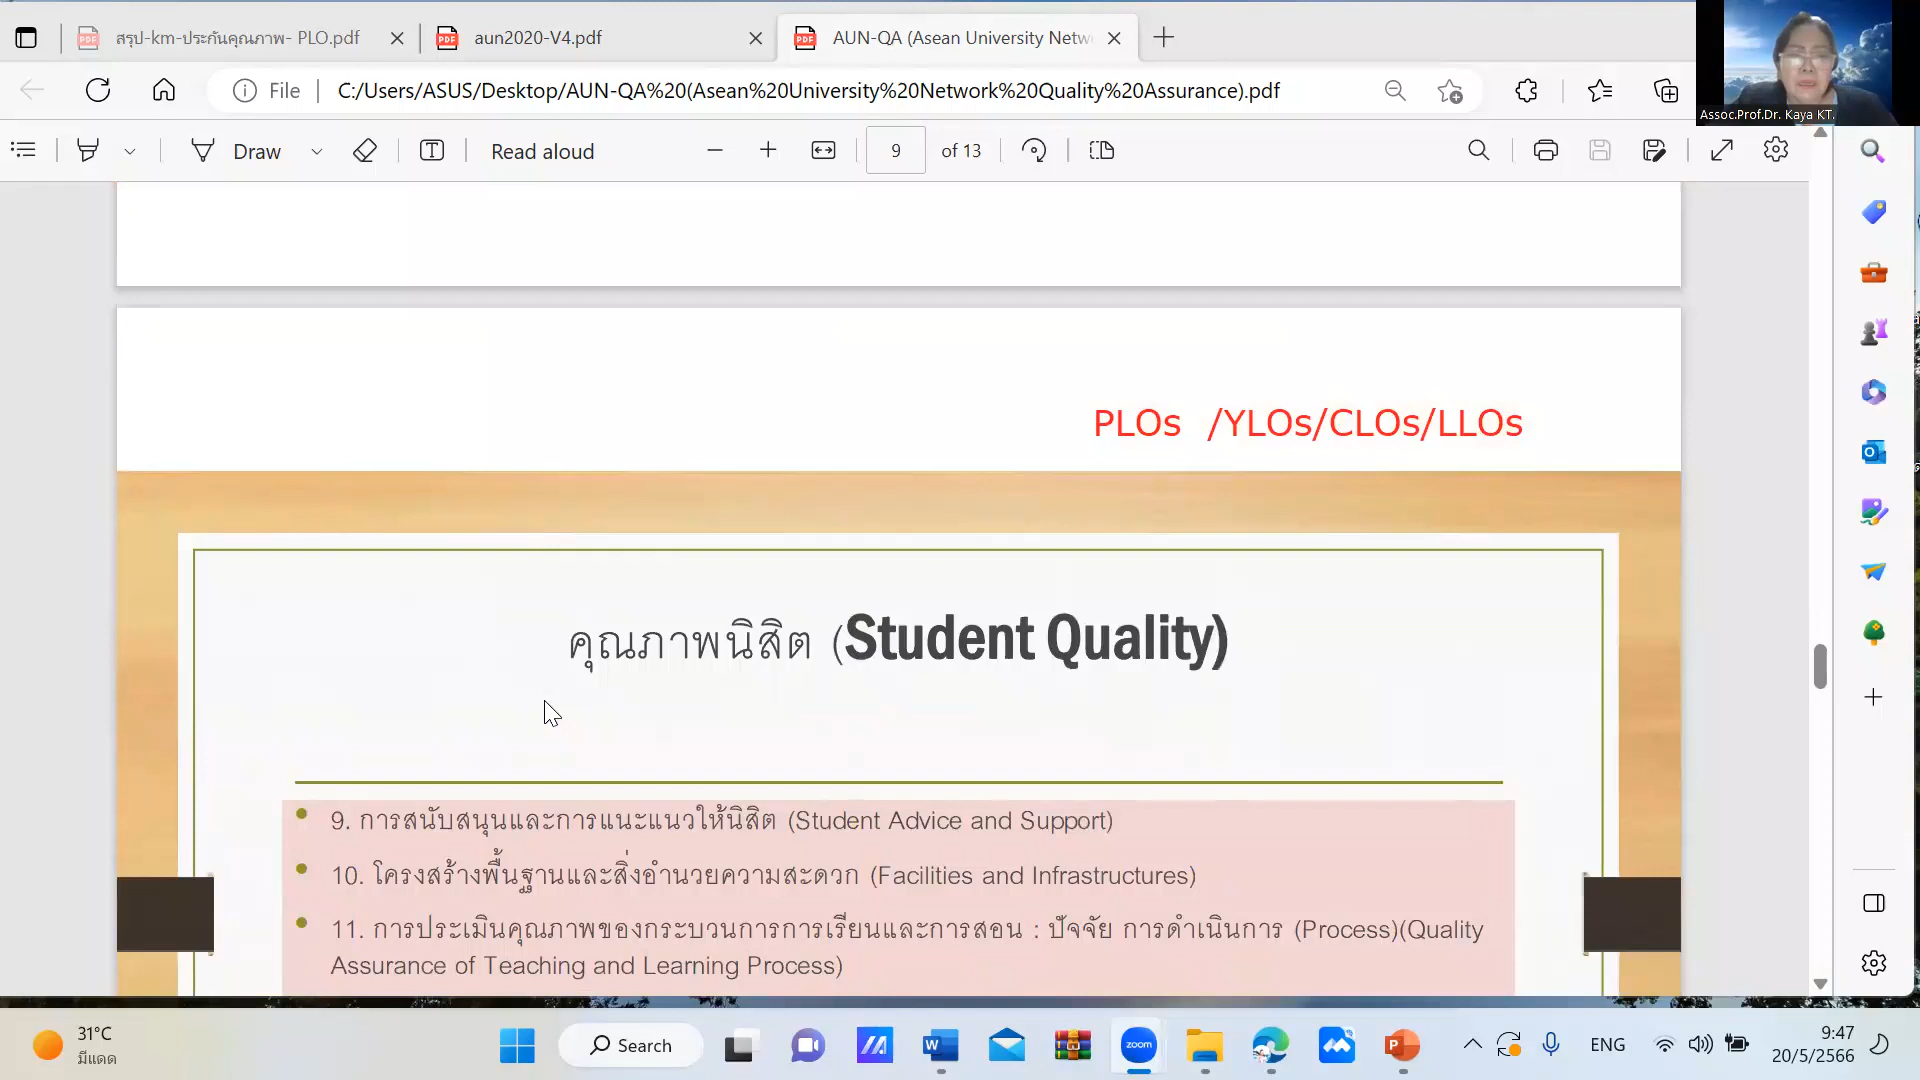 สรุป-km-ประกันคุณภาพ- PLO.pdf
aun2020-V4.pdf
AUN-QA (Asean University Netw
File
C:/Users/ASUS/Desktop/AUN-QA%20(Asean%20University%20Network%20Quality%20Assurance).pdf
Assoc.Prof.Dr. Kaya KT.
Draw
Read aloud
9
of 13
PLOs /YLOs/CLOs/LLOs
คุณภาพนิสิต (Student Quality)
9. การสนับสนุนและการแนะแนวให้นิสิต (Student Advice and Support)
10. โครงสร้างพื้นฐานและสิ่งอำนวยความสะดวก (Facilities and Infrastructures)
11. การประเมินคุณภาพของกระบวนการการเรียนและการสอน : ปัจจัย การดำเนินการ (Process)(Quality
Assurance of Teaching and Learning Process)
31°C
มีแดด
Search
zoom
ENG
9:47
20/5/2566